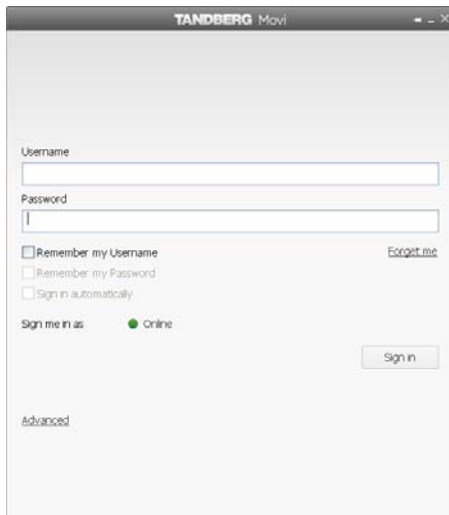 TANDBERG Movi
Username
Password
Remember my Username
Forget me
Remember my Password
Sign in automatically
Sign me in as
Online
Sign in
Advanced